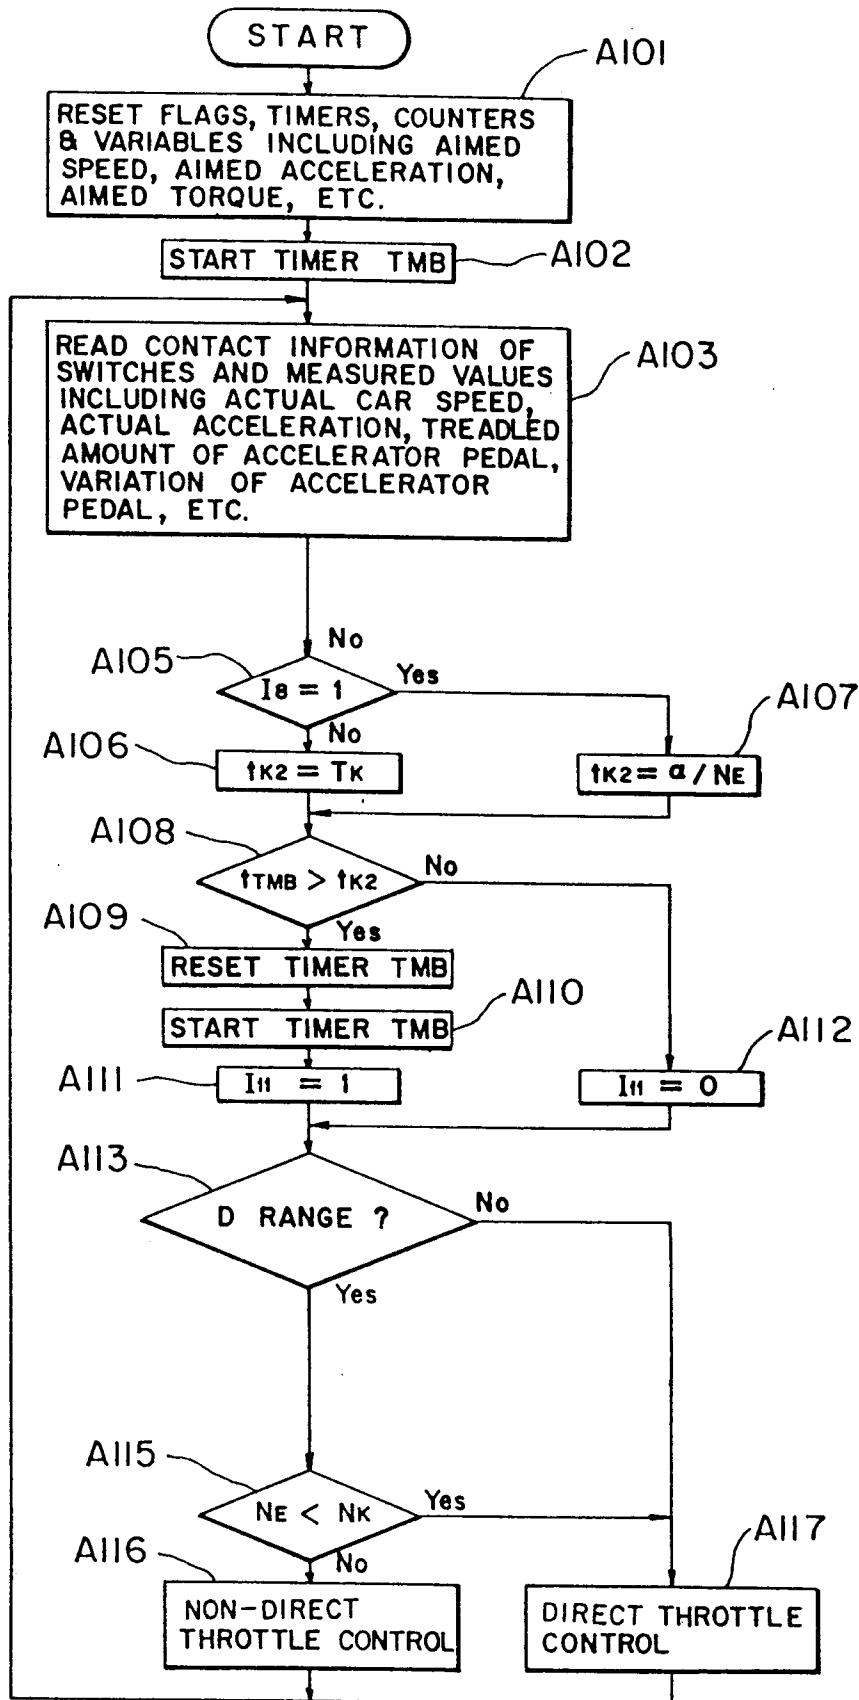 START
A101
RESET FLAGS, TIMERS, COUNTERS
& VARIABLES INCLUDING AIMED
SPEED, AIMED ACCELERATION,
AIMED TORQUE, ETC.
START TIMER TMB
A102
READ CONTACT INFORMATION OF
SWITCHES AND MEASURED VALUES
INCLUDING ACTUAL CAR SPEED,
ACTUAL ACCELERATION, TREADLED
AMOUNT OF ACCELERATOR PEDAL,
VARIATION OF ACCELERATOR
PEDAL, ETC.
A103
No
A105
I8 = 1
Yes
No
A106
tK2 = TK
A107
tK2 = α / NE
A108
tTMB > tK2
No
Yes
A109
RESET TIMER TMB
A110
START TIMER TMB
A111
I11 = 1
A112
I11 = 0
A113
D RANGE ?
No
Yes
A115
NE < NK
Yes
No
A116
NON-DIRECT
THROTTLE CONTROL
A117
DIRECT THROTTLE
CONTROL